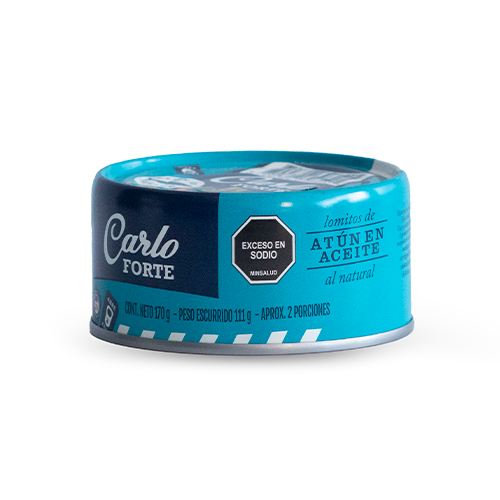 Carlo
FORTE
EXCESO EN
SODIO
MINSALUD
lomitos de
ATÚN EN
ACEITE
al natural
CONT. NETO 170 g - PESO ESCURRIDO 111 g - APROX. 2 PORCIONES